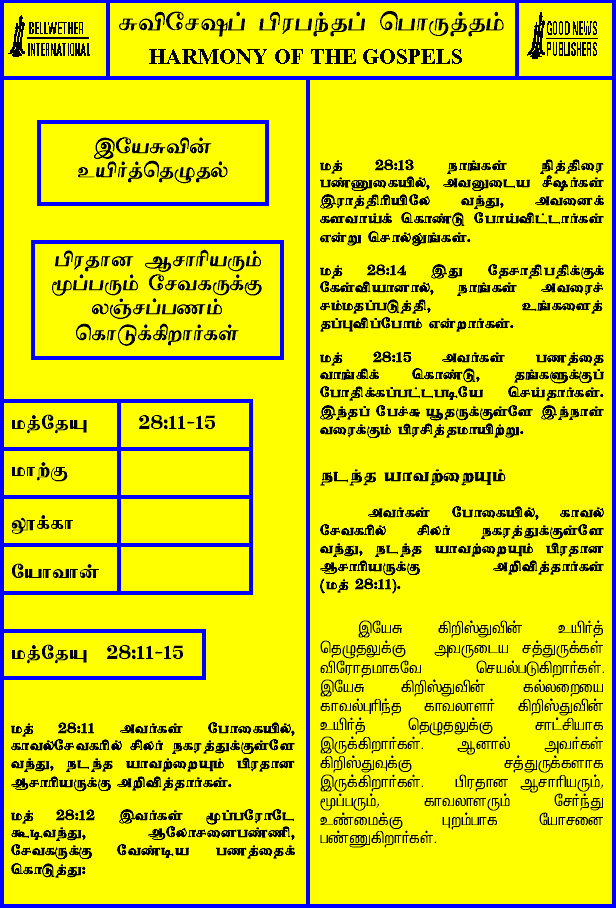 BELLWETHER
INTERNATIONAL
சுவிசேஷப் பிரபந்தப் பொருத்தம்
HARMONY OF THE GOSPELS
GOOD NEWS
PUBLISHERS
இயேசுவின்
உயிர்த்தெழுதல்
பிரதான ஆசாரியரும்
மூப்பரும் சேவகருக்கு
லஞ்சப்பணம்
கொடுக்கிறார்கள்
மத்தேயு 28:11-15
மாற்கு
லூக்கா
யோவான்
மத்தேயு 28:11-15
மத் 28:11 அவர்கள் போகையில்,
காவல்சேவகரில் சிலர் நகரத்துக்குள்ளே
வந்து, நடந்த யாவற்றையும் பிரதான
ஆசாரியருக்கு அறிவித்தார்கள்.
மத் 28:12 இவர்கள் மூப்பரோடே
கூடிவந்து, ஆலோசனைபண்ணி,
சேவகருக்கு வேண்டிய பணத்தைக்
கொடுத்து:
மத் 28:13 நாங்கள் நித்திரை
பண்ணுகையில், அவனுடைய சீஷர்கள்
இராத்திரியிலே வந்து, அவனைக்
களவாய்க் கொண்டு போய்விட்டார்கள்
என்று சொல்லுங்கள்.
மத் 28:14 இது தேசாதிபதிக்குக்
கேள்வியானால், நாங்கள் அவரைச்
சம்மதப்படுத்தி, உங்களைத்
தப்புவிப்போம் என்றார்கள்.
மத் 28:15 அவர்கள் பணத்தை
வாங்கிக் கொண்டு, தங்களுக்குப்
போதிக்கப்பட்டபடியே செய்தார்கள்.
இந்தப் பேச்சு யூதருக்குள்ளே இந்நாள்
வரைக்கும் பிரசித்தமாயிற்று.
நடந்த யாவற்றையும்
அவர்கள் போகையில், காவல்
சேவகரில் சிலர் நகரத்துக்குள்ளே
வந்து, நடந்த யாவற்றையும் பிரதான
ஆசாரியருக்கு அறிவித்தார்கள்
(மத் 28:11).
இயேசு கிறிஸ்துவின் உயிர்த்
தெழுதலுக்கு அவருடைய சத்துருக்கள்
விரோதமாகவே செயல்படுகிறார்கள்.
இயேசு கிறிஸ்துவின் கல்லறையை
காவல்புரிந்த காவலாளர் கிறிஸ்துவின்
உயிர்த் தெழுதலுக்கு சாட்சியாக
இருக்கிறார்கள். ஆனால் அவர்கள்
கிறிஸ்துவுக்கு சத்துருக்களாக
இருக்கிறார்கள். பிரதான ஆசாரியரும்,
மூப்பரும், காவலாளரும் சேர்ந்து
உண்மைக்கு புறம்பாக யோசனை
பண்ணுகிறார்கள்.